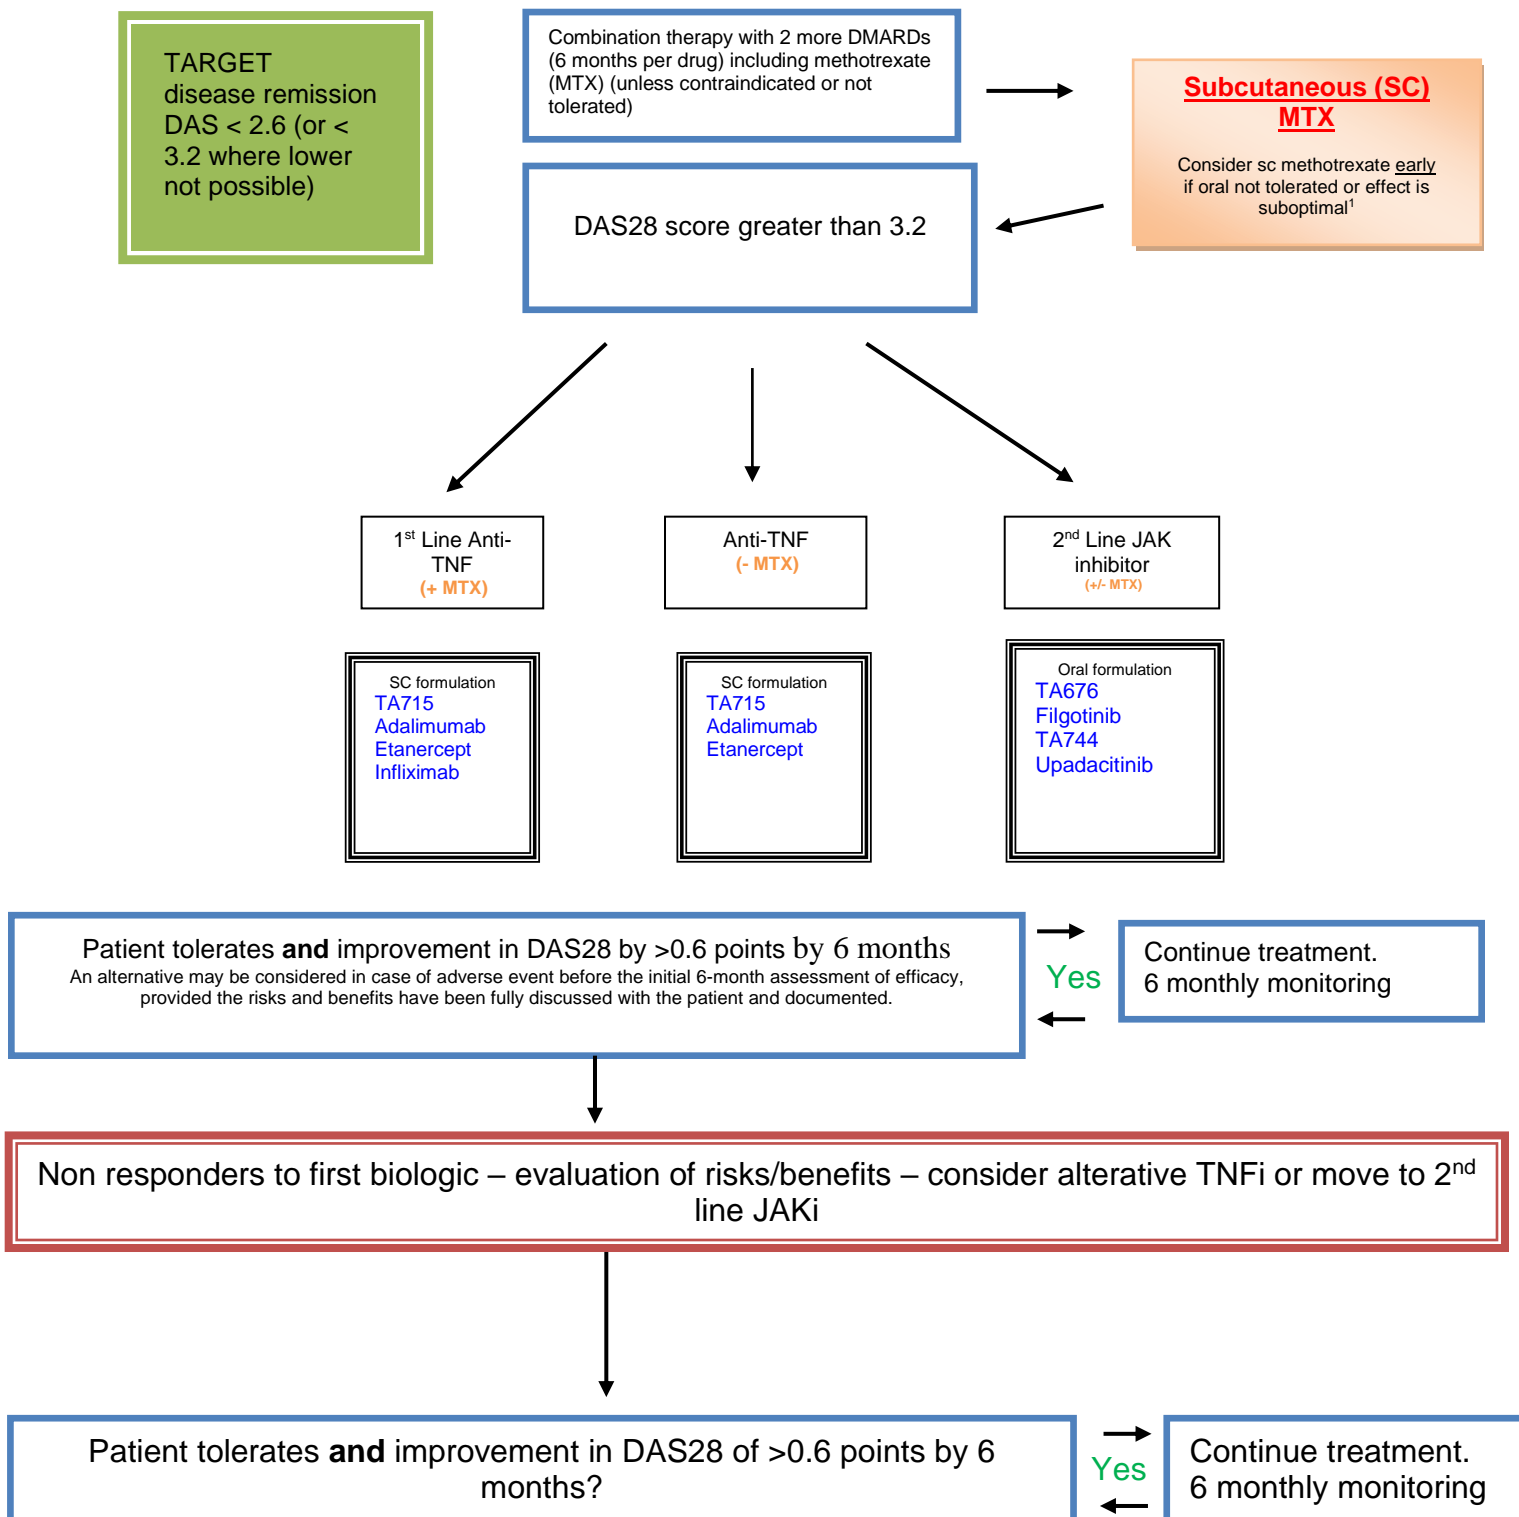 TARGET
disease remission
DAS < 2.6 (or <
3.2 where lower
not possible)
Combination therapy with 2 more DMARDs
(6 months per drug) including methotrexate
(MTX) (unless contraindicated or not
tolerated)
Subcutaneous (SC)
MTX
Consider sc methotrexate early
if oral not tolerated or effect is
suboptimal¹
DAS28 score greater than 3.2
1st Line Anti-
TNF
(+ MTX)
Anti-TNF
(- MTX)
2nd Line JAK
inhibitor
(+/- MTX)
SC formulation
TA715
Adalimumab
Etanercept
Infliximab
SC formulation
TA715
Adalimumab
Etanercept
Oral formulation
TA676
Filgotinib
TA744
Upadacitinib
Patient tolerates and improvement in DAS28 by >0.6 points by 6 months
An alternative may be considered in case of adverse event before the initial 6-month assessment of efficacy,
provided the risks and benefits have been fully discussed with the patient and documented.
Yes
Continue treatment.
6 monthly monitoring
Non responders to first biologic – evaluation of risks/benefits – consider alterative TNFi or move to 2nd
line JAKi
Patient tolerates and improvement in DAS28 of >0.6 points by 6
months?
Yes
Continue treatment.
6 monthly monitoring